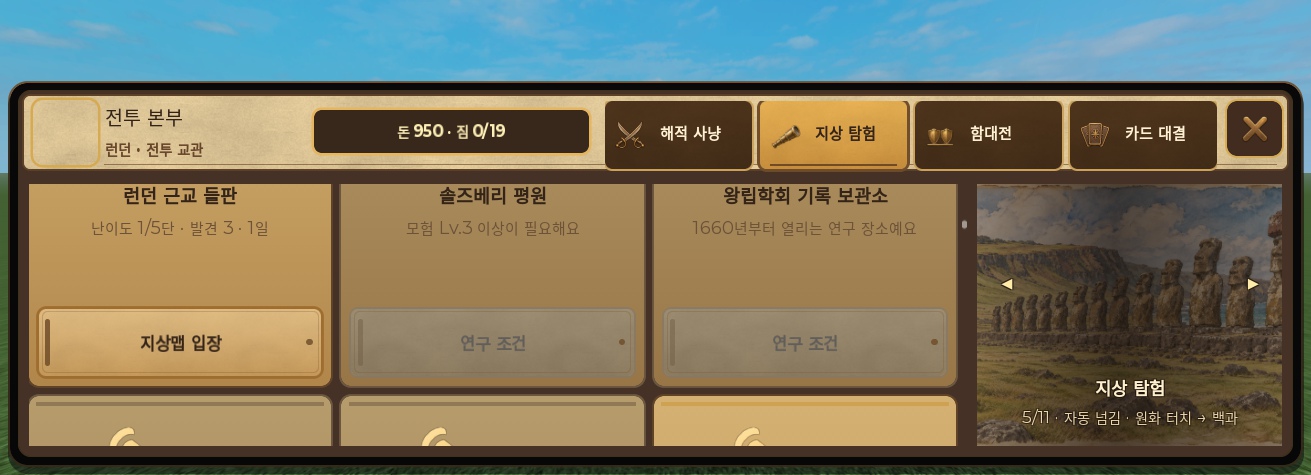 전투 본부
런던 · 전투 교관
돈 950 · 짐 0/19
해적 사냥
지상 탐험
함대전
카드 대결
런던 근교 들판
난이도 1/5단 · 발견 3 · 1일
지상맵 입장
솔즈베리 평원
모험 Lv.3 이상이 필요해요
연구 조건
왕립학회 기록 보관소
1660년부터 열리는 연구 장소예요
연구 조건
◀
▶
지상 탐험
5/11 · 자동 넘김 · 원화 터치 → 백과